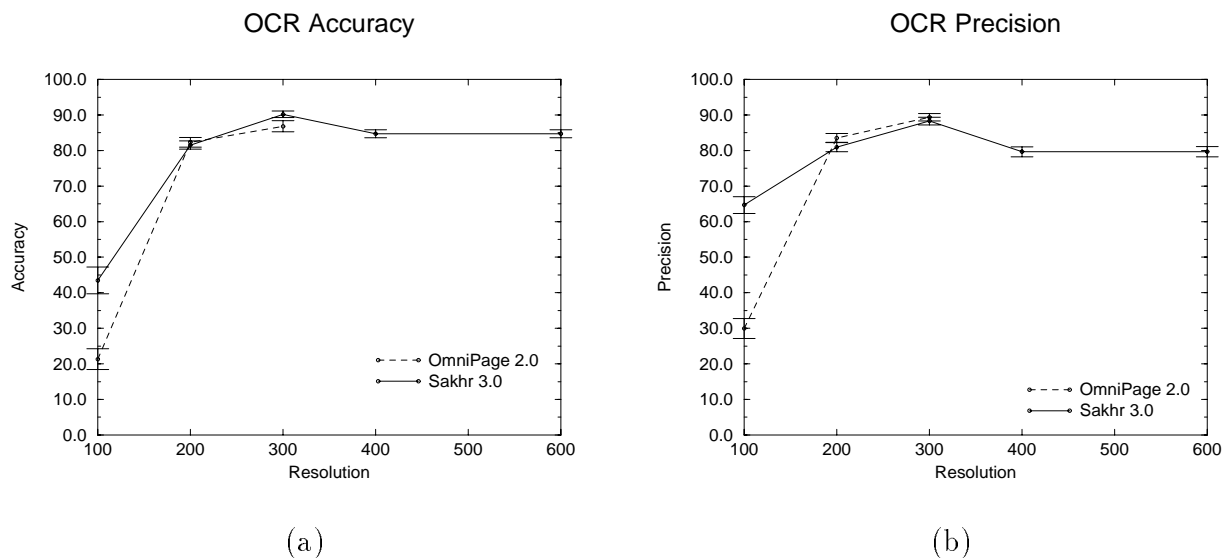 OCR Accuracy
100.0
90.0
80.0
70.0
60.0
50.0
40.0
30.0
20.0
10.0
0.0
Accuracy
100 200 300 400 500 600
Resolution
OmniPage 2.0
Sakhr 3.0
(a)
OCR Precision
100.0
90.0
80.0
70.0
60.0
50.0
40.0
30.0
20.0
10.0
0.0
Precision
100 200 300 400 500 600
Resolution
OmniPage 2.0
Sakhr 3.0
(b)